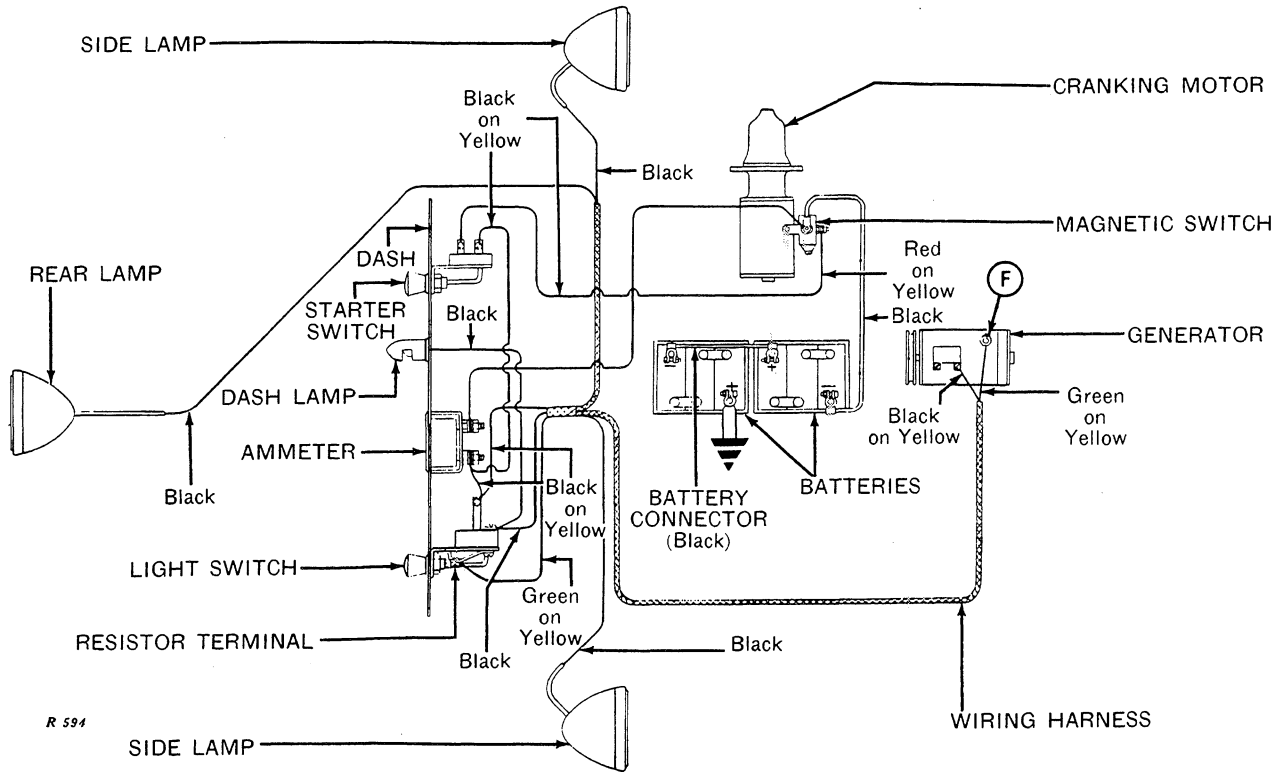 SIDE LAMP
CRANKING MOTOR
Black
on
Yellow
Black
MAGNETIC SWITCH
DASH
Red
on
Yellow
REAR LAMP
F
STARTER
SWITCH
Black
Black
GENERATOR
DASH LAMP
Black
on Yellow
Green
on
Yellow
AMMETER
Black
Black
on
Yellow
BATTERY
CONNECTOR
(Black)
BATTERIES
LIGHT SWITCH
Green
on
Yellow
RESISTOR TERMINAL
Black
Black
R 594
WIRING HARNESS
SIDE LAMP